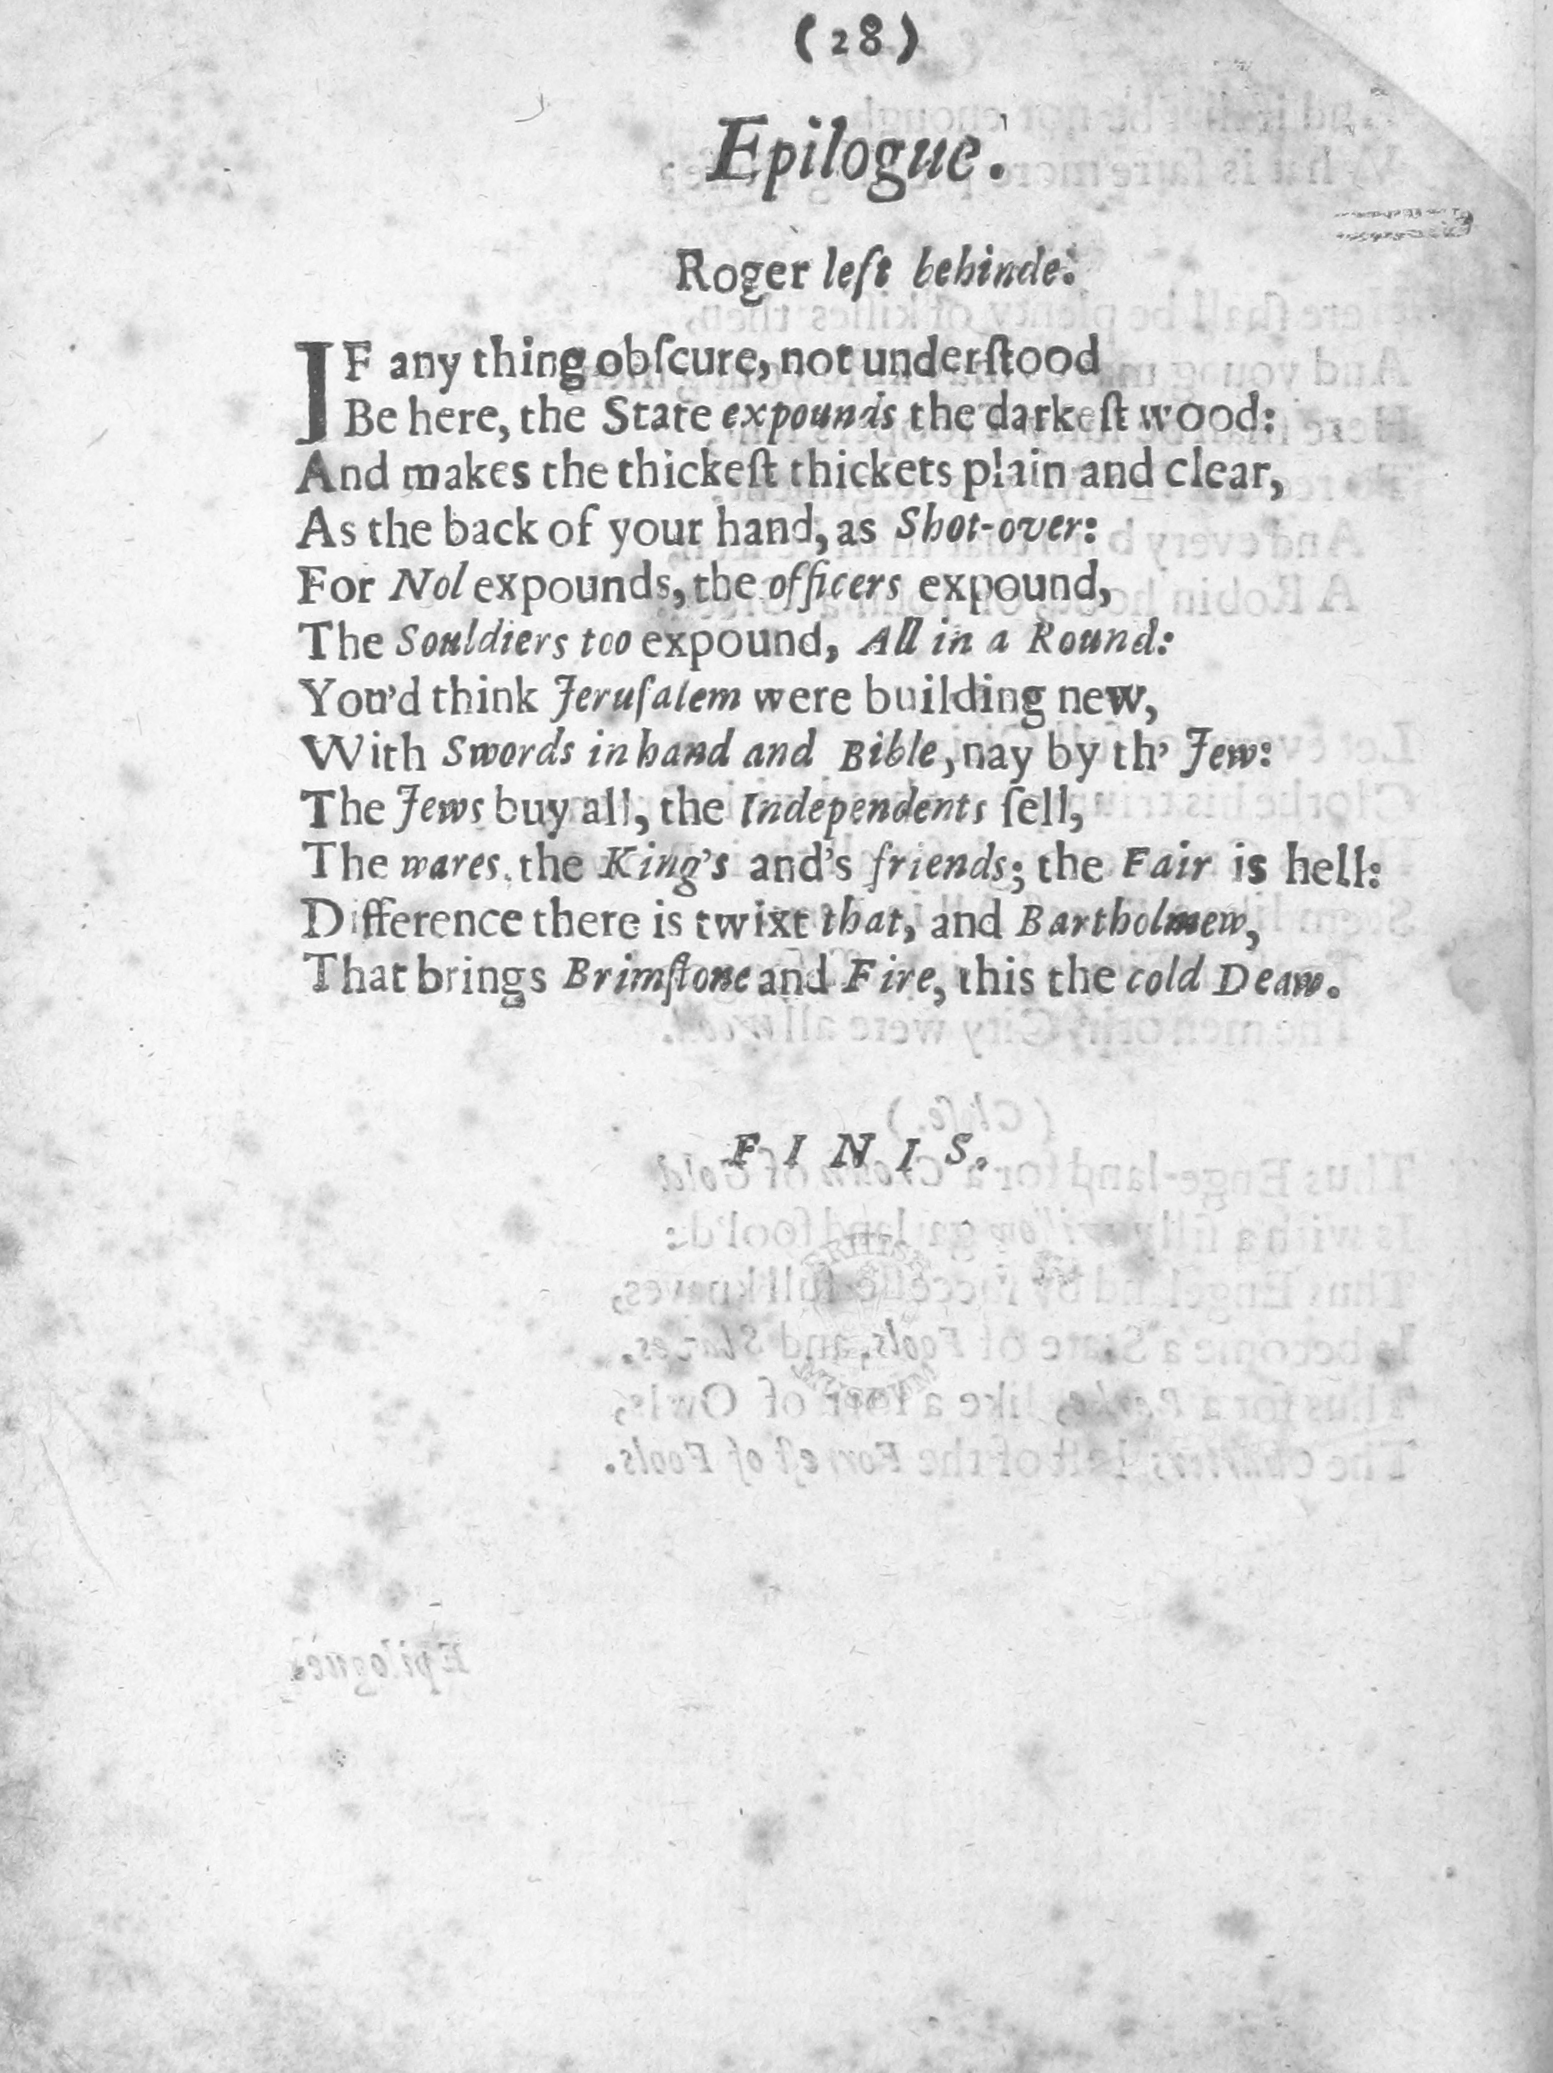 (28)
Epilogue.
Roger left behinde.
IF any thing obſcure, not underſtood
Be here, the State expounds the darkeſt wood:
And makes the thickeſt thickets plain and clear,
As the back of your hand, as Shot-over:
For Nol expounds, the officers expound,
The Souldiers too expound, All in a Round:
You'd think Jeruſalem were building new,
With Swords in hand and Bible, nay by th' Jew:
The Jews buy all, the Independents ſell,
The wares, the King's and's friends; the Fair is hell:
Difference there is twixt that, and Bartholmew,
That brings Brimſtone and Fire, this the cold Deaw.
FINIS.
BRITISH
MUSEUM